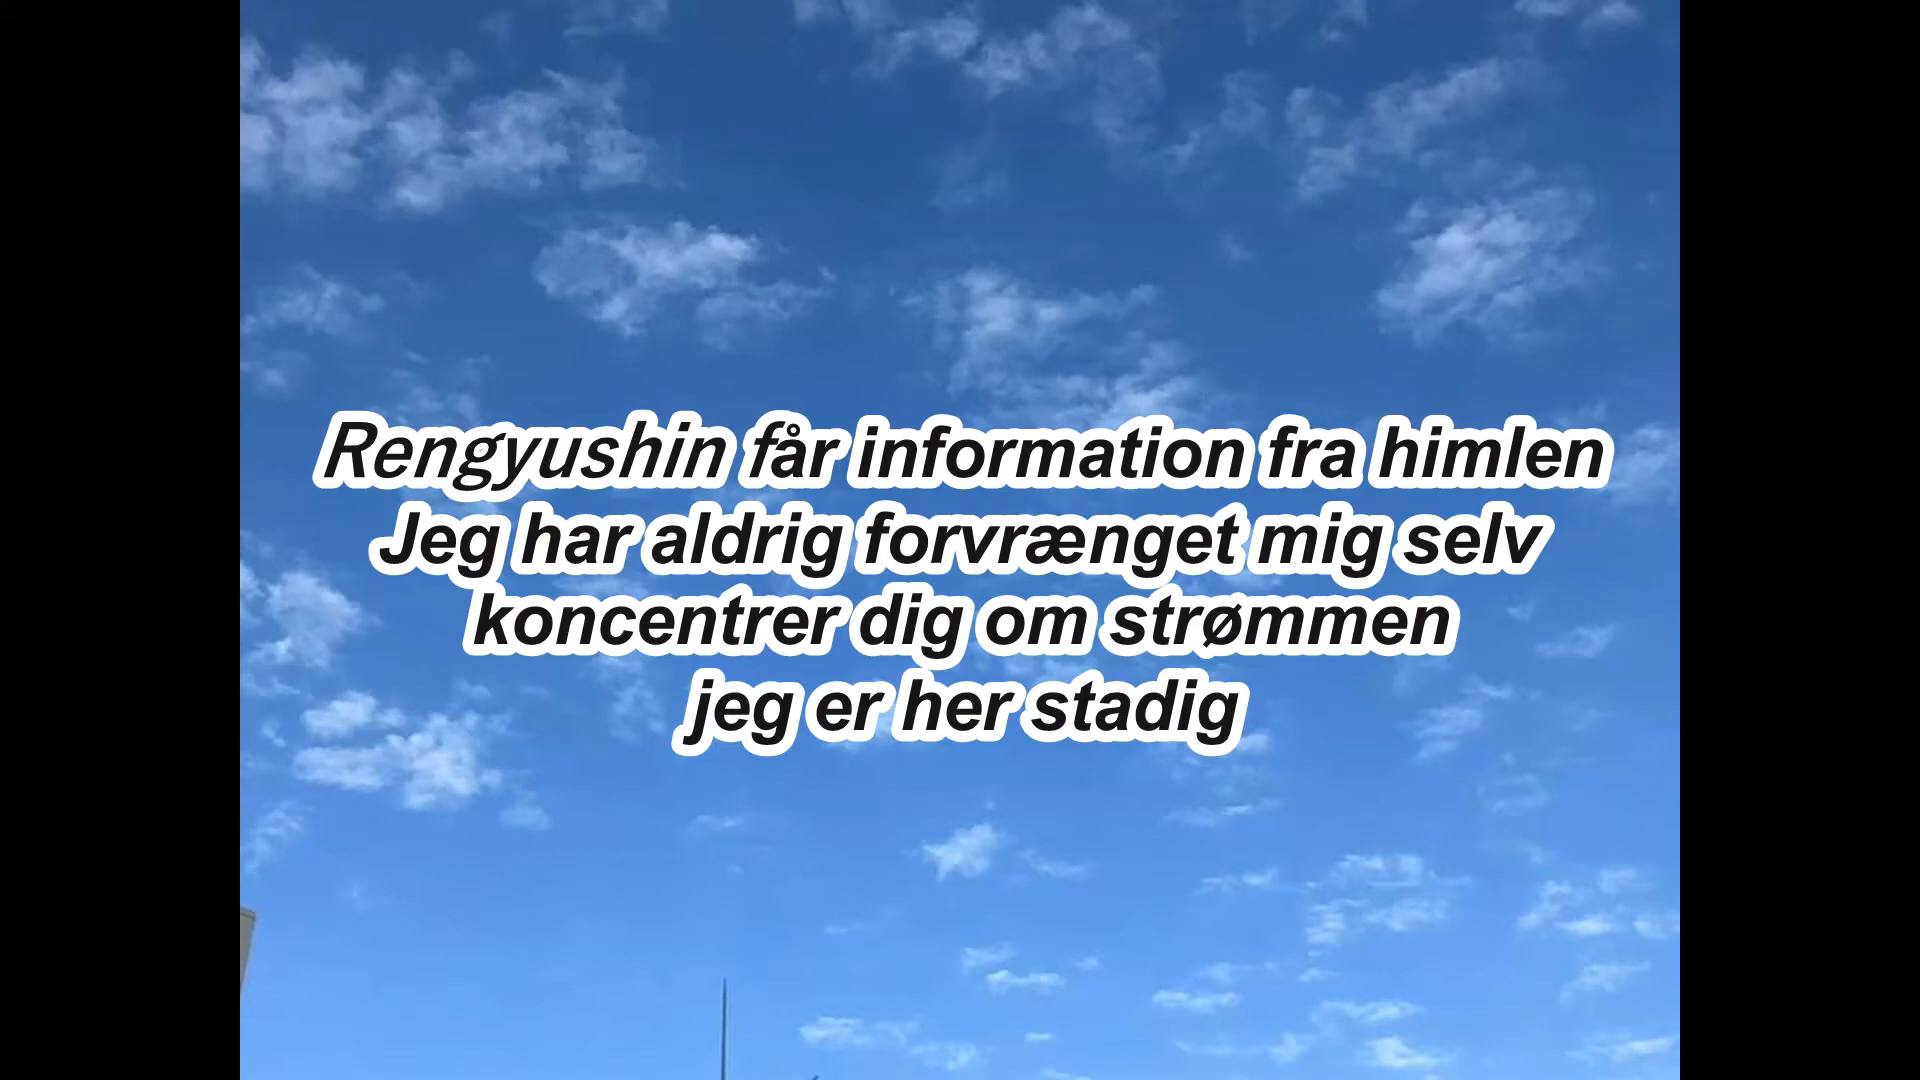 Rengyushin får information fra himlen
Jeg har aldrig forvrænget mig selv
koncentrer dig om strømmen
jeg er her stadig